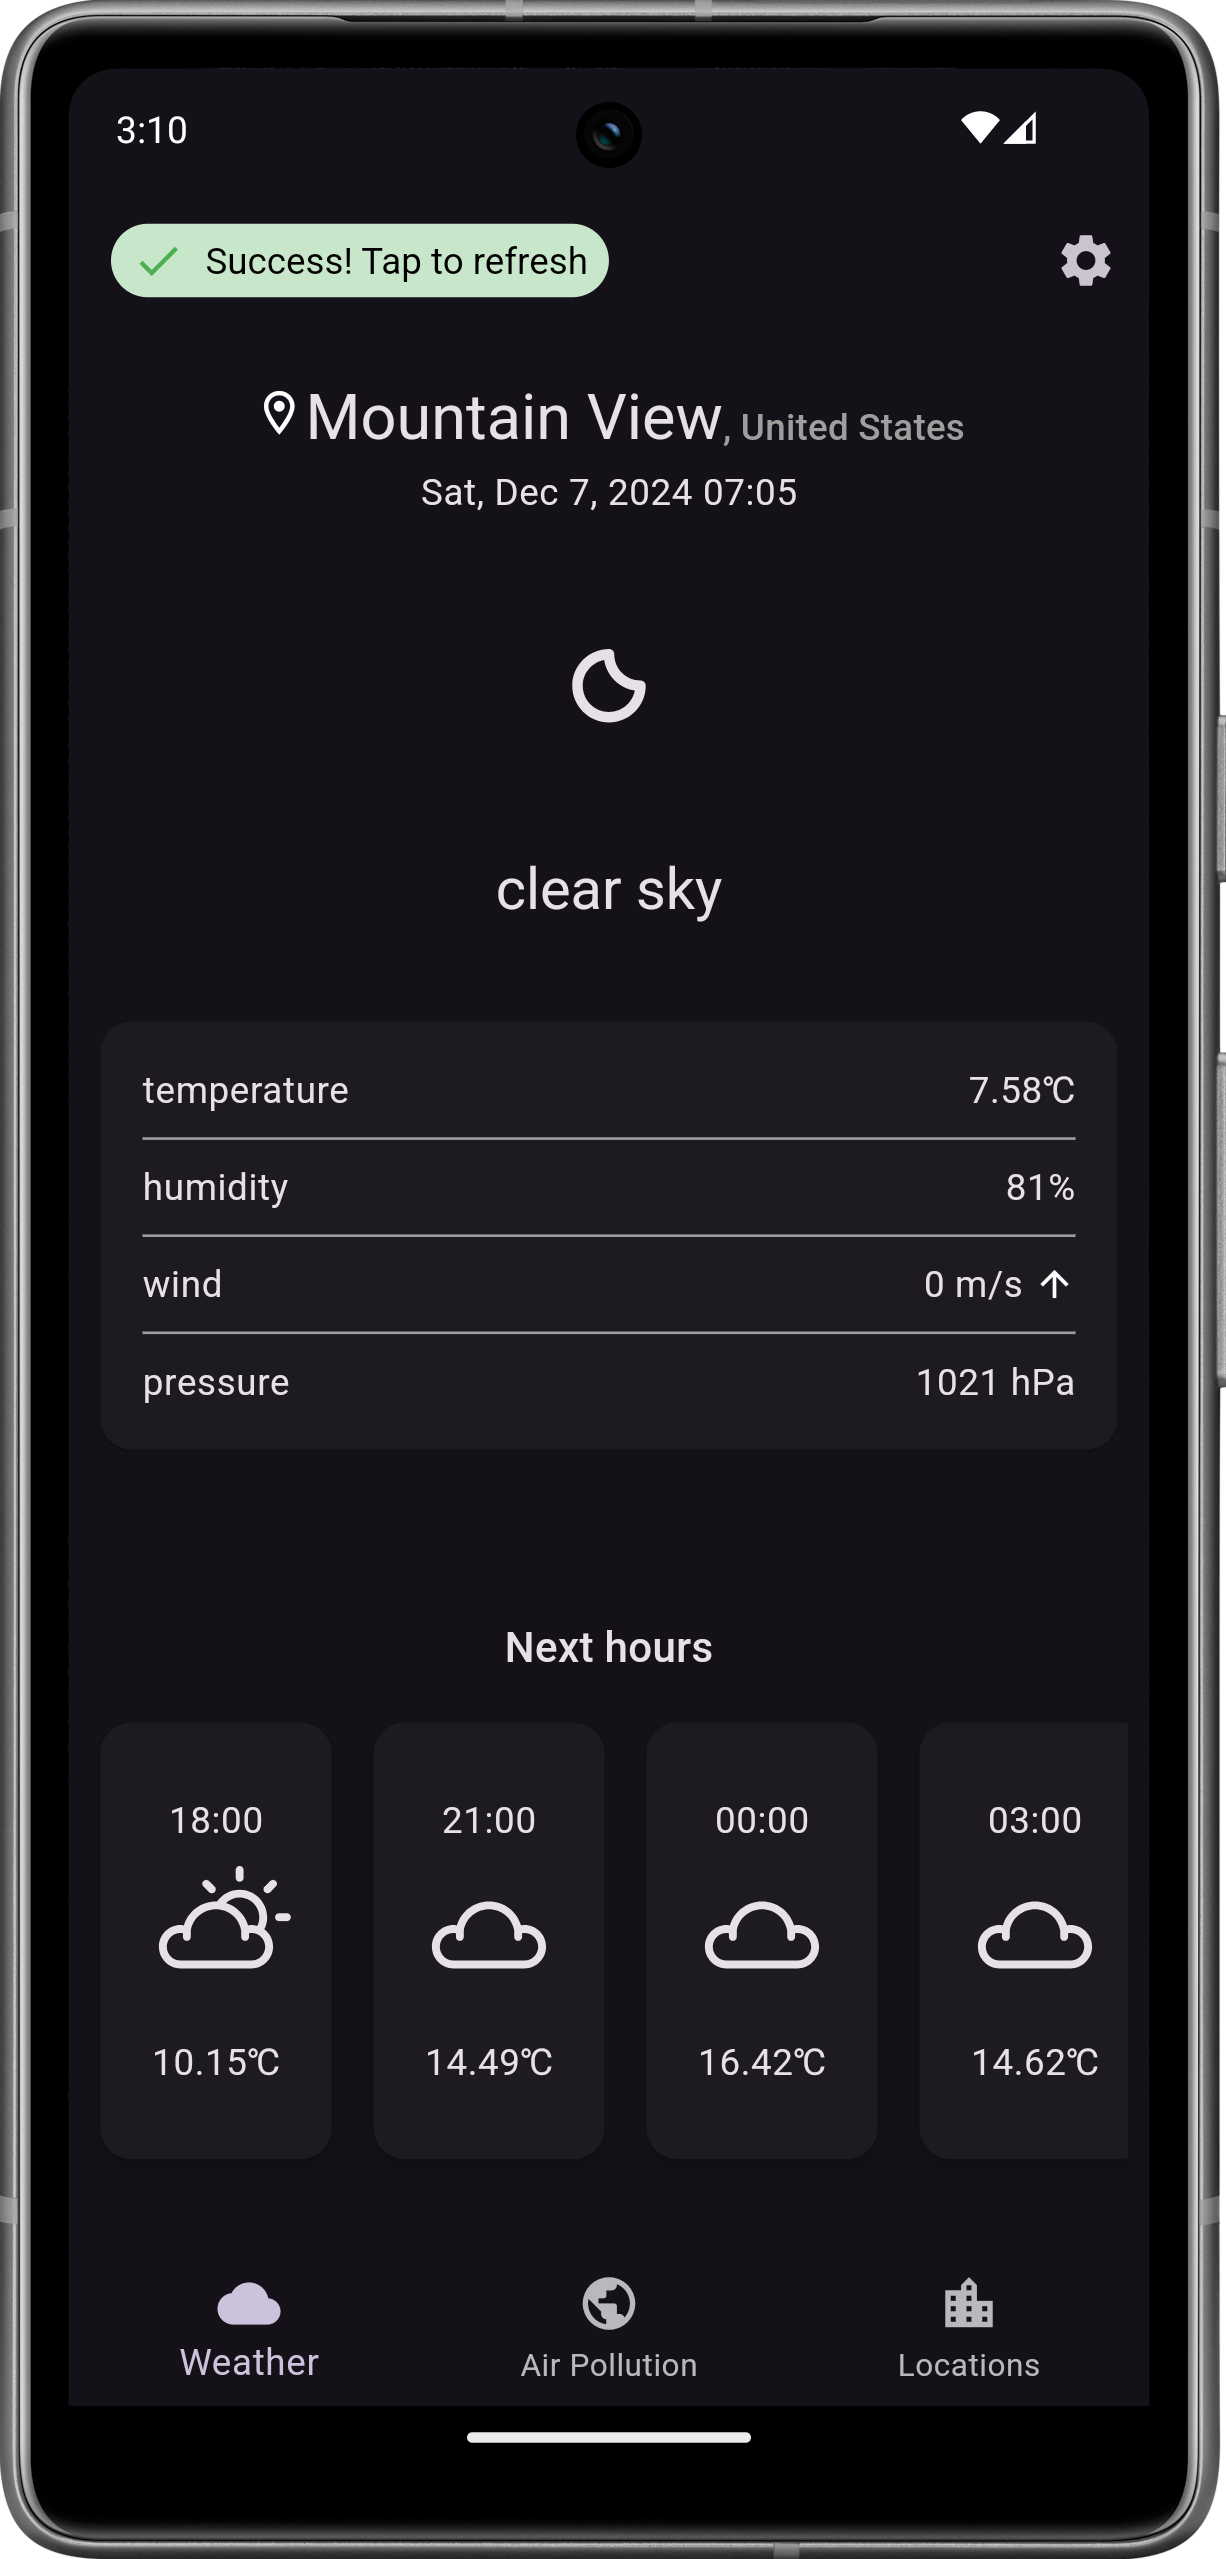 3:10
Success! Tap to refresh
Mountain View, United States
Sat, Dec 7, 2024 07:05
clear sky
temperature 7.58℃
humidity 81%
wind 0 m/s
pressure 1021 hPa
Next hours
18:00 21:00 00:00 03:00
10.15℃ 14.49℃ 16.42℃ 14.62℃
Weather Air Pollution Locations